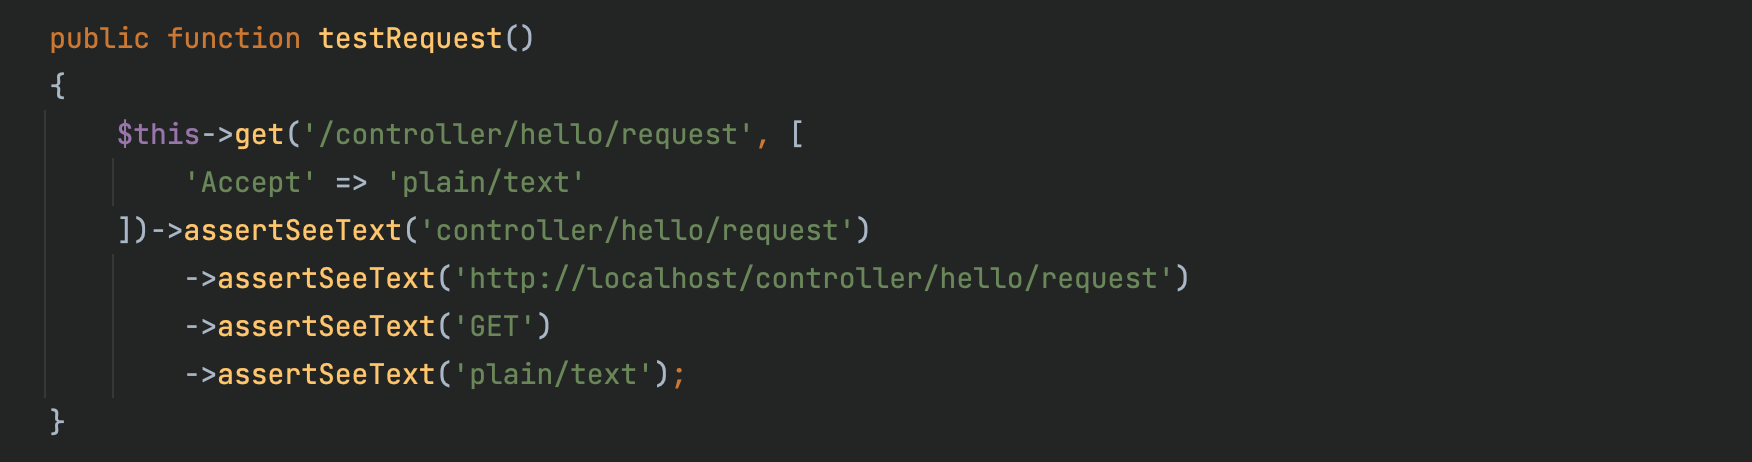 public function testRequest()
{
    $this->get('/controller/hello/request', [
        'Accept' => 'plain/text'
    ])->assertSeeText('controller/hello/request')
        ->assertSeeText('http://localhost/controller/hello/request')
        ->assertSeeText('GET')
        ->assertSeeText('plain/text');
}